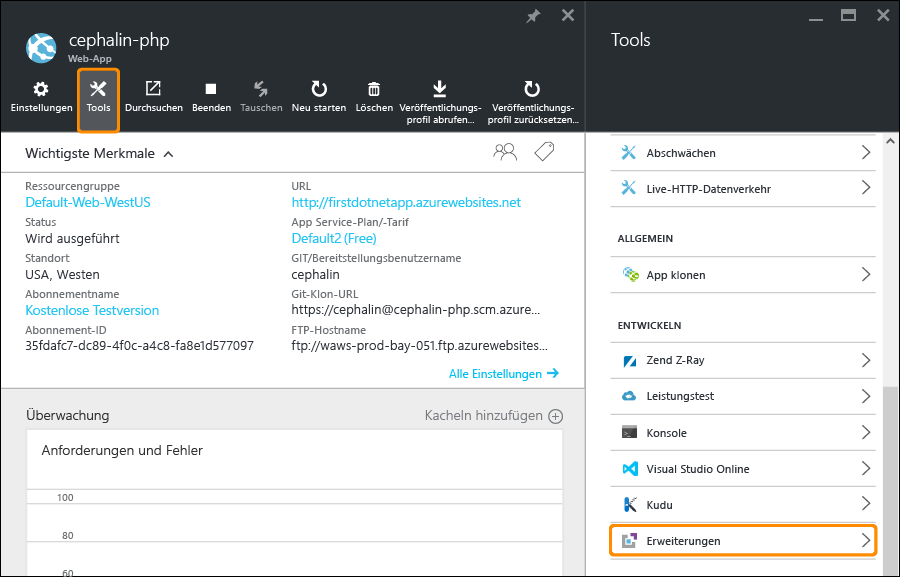 cephalin-php
Web-App
Einstellungen
Tools
Durchsuchen
Beenden
Tauschen
Neu starten
Löschen
Veröffentlichungs-
profil abrufen...
Veröffentlichungs-
profil zurücksetzen...
Wichtigste Merkmale
Ressourcengruppe
Default-Web-WestUS
Status
Wird ausgeführt
Standort
USA, Westen
Abonnementname
Kostenlose Testversion
Abonnement-ID
35fdafc7-dc89-4f0c-a4c8-fa8e1d577097
URL
http://firstdotnetapp.azurewebsites.net
App Service-Plan/-Tarif
Default2 (Free)
GIT/Bereitstellungsbenutzername
cephalin
Git-Klon-URL
https://cephalin@cephalin-php.scm.azure...
FTP-Hostname
ftp://waws-prod-bay-051.ftp.azurewebsites...
Alle Einstellungen
Überwachung
Kacheln hinzufügen
Anforderungen und Fehler
100
80
60
Tools
Abschwächen
Live-HTTP-Datenverkehr
ALLGEMEIN
App klonen
ENTWICKELN
Zend Z-Ray
Leistungstest
Konsole
Visual Studio Online
Kudu
Erweiterungen